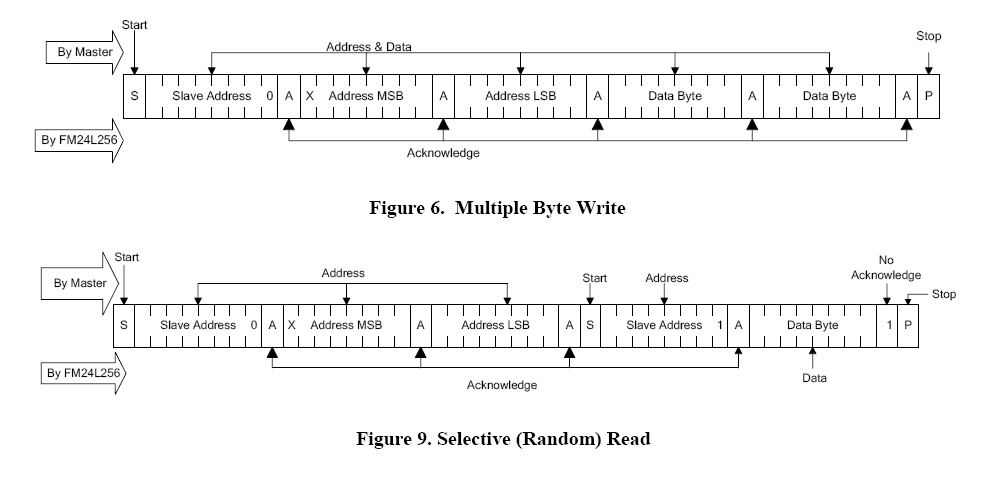 Start
By Master
Address & Data
Stop
S Slave Address 0 A X Address MSB A Address LSB A Data Byte A Data Byte A P
By FM24L256
Acknowledge
Figure 6. Multiple Byte Write
Start
By Master
Address
Start
Address
No
Acknowledge
Stop
S Slave Address 0 A X Address MSB A Address LSB A S Slave Address 1 A Data Byte 1 P
By FM24L256
Acknowledge
Data
Figure 9. Selective (Random) Read